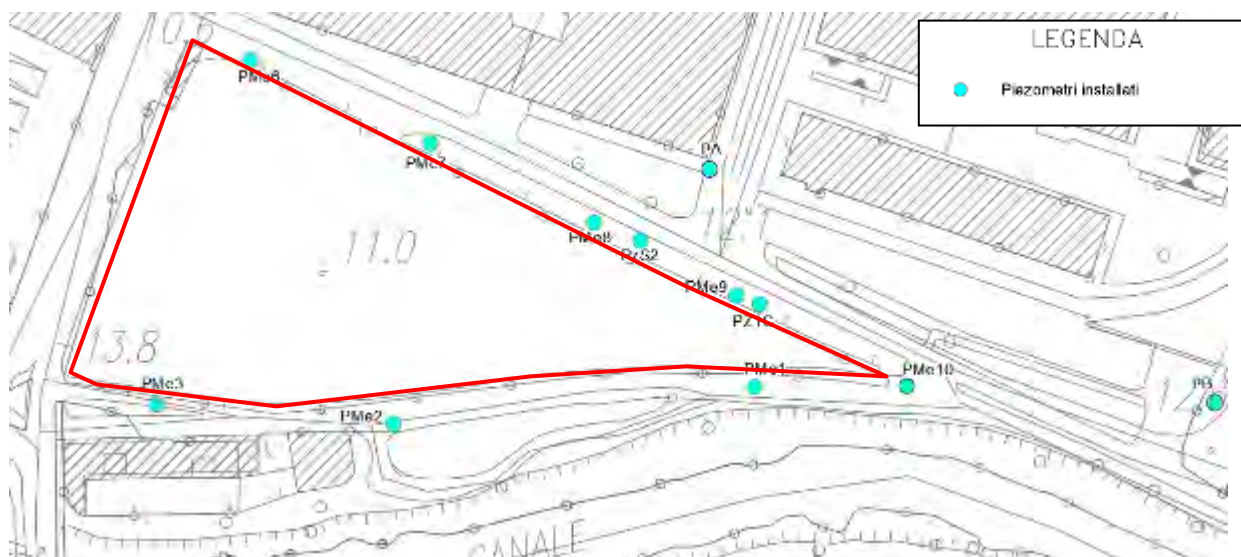 LEGENDA
Piezometri installati
PMe6
PMe7
PA
PMe8
PzS2
11.0
PMe9
13.8
PMe1
PMe10
PMe3
PMe2
PB
CANALE